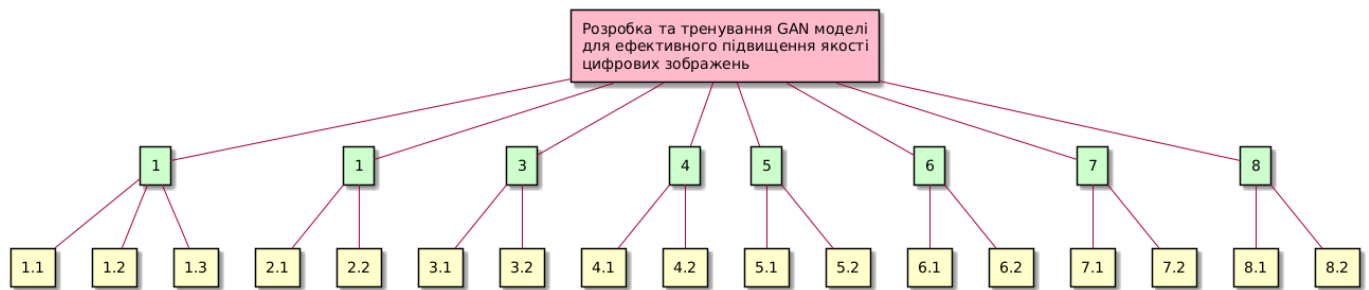 Розробка та тренування GAN моделі
для ефективного підвищення якості
цифрових зображень
1 1 3 4 5 6 7 8
1.1 1.2 1.3 2.1 2.2 3.1 3.2 4.1 4.2 5.1 5.2 6.1 6.2 7.1 7.2 8.1 8.2